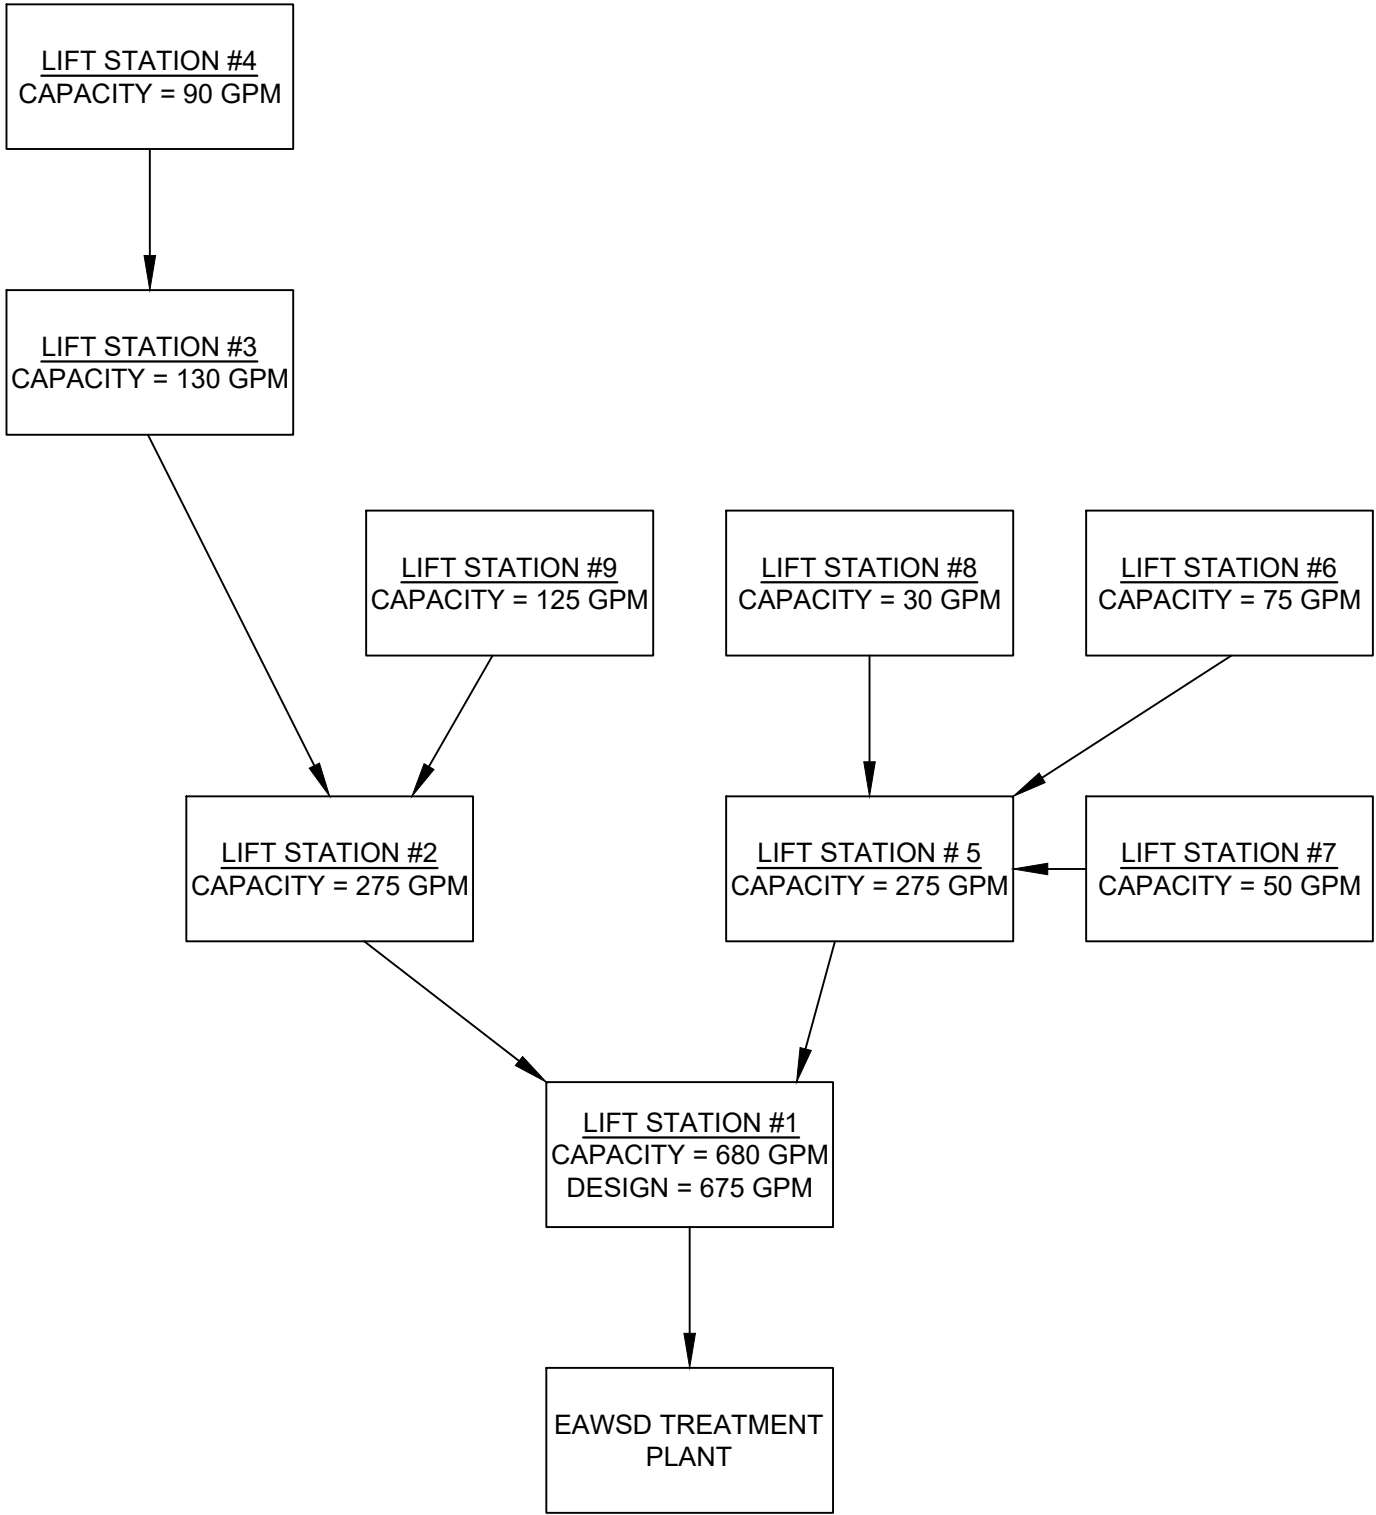 LIFT STATION #4
CAPACITY = 90 GPM
LIFT STATION #3
CAPACITY = 130 GPM
LIFT STATION #9
CAPACITY = 125 GPM
LIFT STATION #8
CAPACITY = 30 GPM
LIFT STATION #6
CAPACITY = 75 GPM
LIFT STATION #2
CAPACITY = 275 GPM
LIFT STATION # 5
CAPACITY = 275 GPM
LIFT STATION #7
CAPACITY = 50 GPM
LIFT STATION #1
CAPACITY = 680 GPM
DESIGN = 675 GPM
EAWSD TREATMENT
PLANT